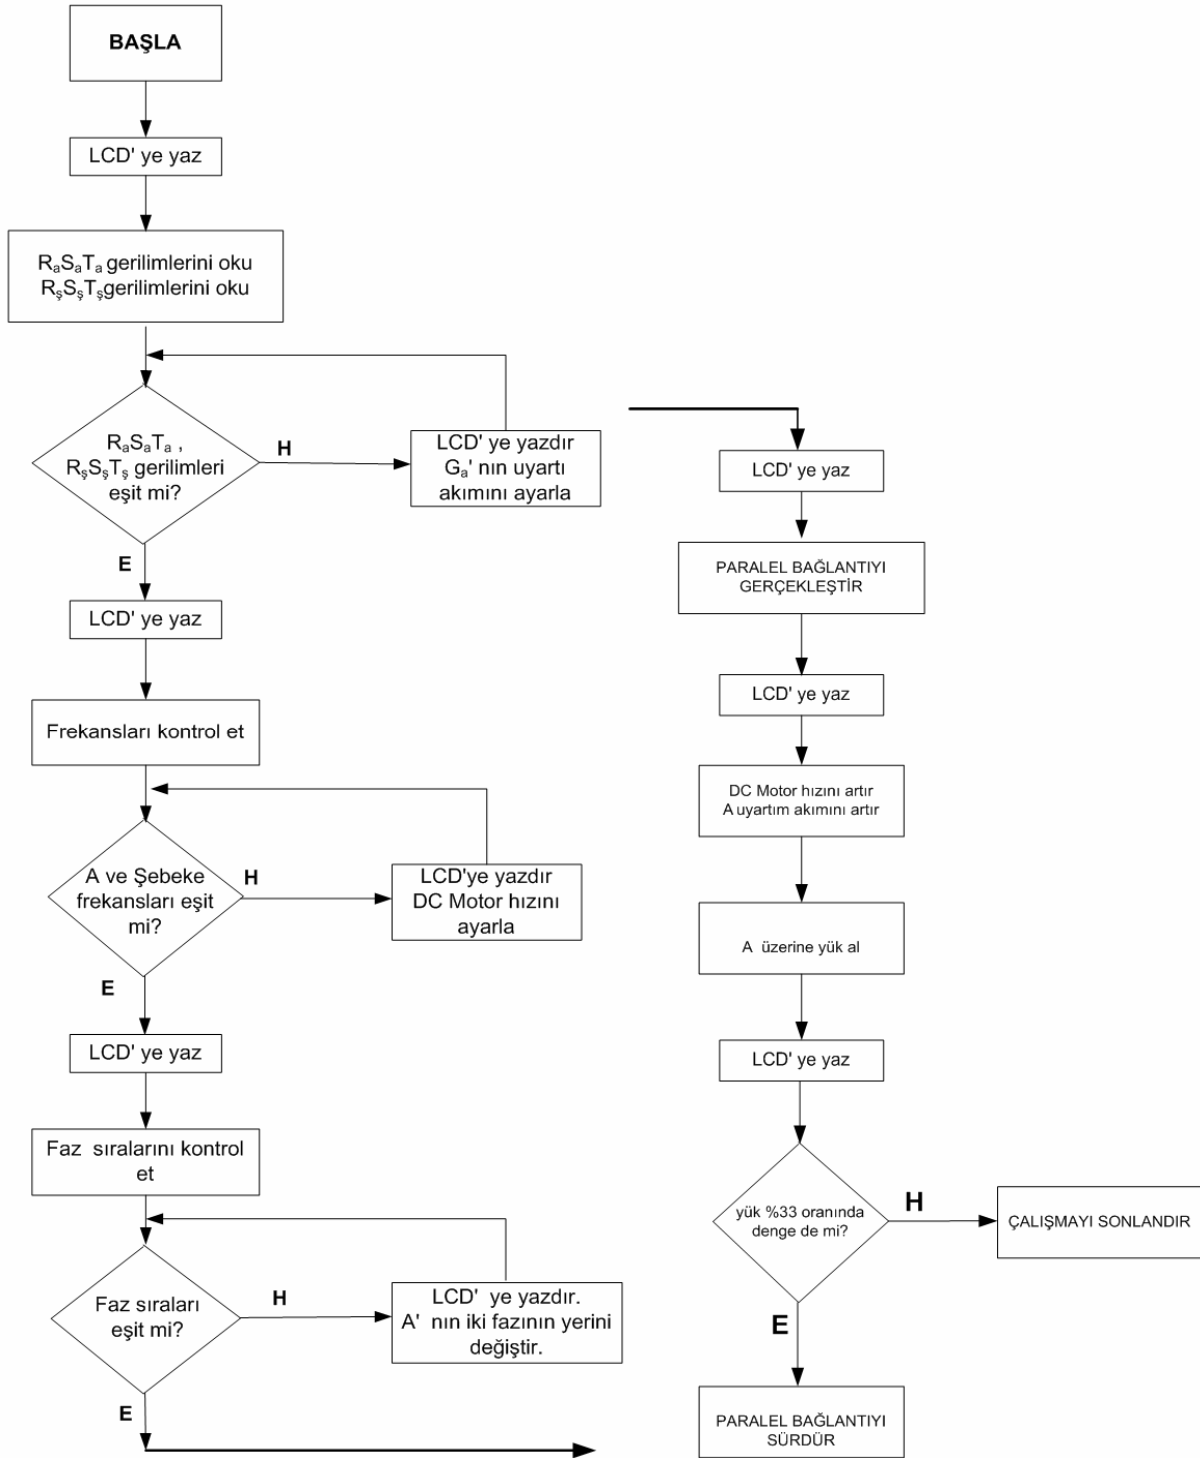 BAŞLA
LCD' ye yaz
RaSaTa gerilimlerini oku
RşSşTşgerilimlerini oku
RaSaTa ,
RşSşTş gerilimleri
eşit mi?
H
LCD' ye yazdır
Ga' nın uyartı
akımını ayarla
E
LCD' ye yaz
Frekansları kontrol et
A ve Şebeke
frekansları eşit
mi?
H
LCD'ye yazdır
DC Motor hızını
ayarla
E
LCD' ye yaz
Faz sıralarını kontrol
et
Faz sıraları
eşit mi?
H
LCD' ye yazdır.
A' nın iki fazının yerini
değiştir.
E
LCD' ye yaz
PARALEL BAĞLANTIYI
GERÇEKLEŞTİR
LCD' ye yaz
DC Motor hızını artır
A uyartım akımını artır
A üzerine yük al
LCD' ye yaz
yük %33 oranında
denge de mi?
H
ÇALIŞMAYI SONLANDIR
E
PARALEL BAĞLANTIYI
SÜRDÜR